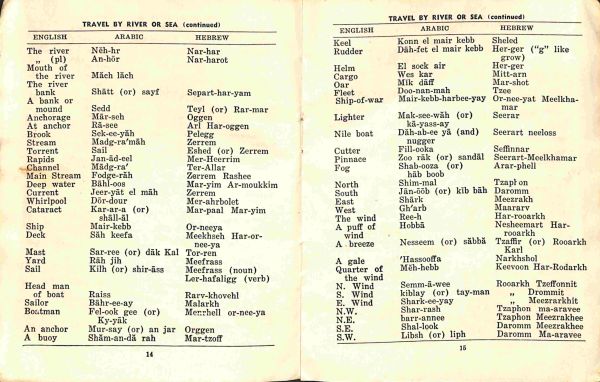 TRAVEL BY RIVER OR SEA (continued)
ENGLISH ARABIC HEBREW
The river Nēh-hr Nar-har
„ (pl) An-hōr Nar-harot
Mouth of
the river Mäch läch
The river
bank Shätt (or) sayf Separt-har-yam
A bank or
mound Sedd Teyl (or) Rar-mar
Anchorage Mär-seh Oggen
At anchor Rä-see Arl Har-oggen
Brook Sek-ee-yäh Pelegg
Stream Mädg-ra'mäh Zerrem
Torrent Sail Eshed (or) Zerrem
Rapids Jan-äd-eel Mer-Heerrim
Channel Mädg-ra' Ter-Allar
Main Stream Fodge-räh Zerrem Rashee
Deep water Bähl-oos Mar-yim Ar-moukkim
Current Jeer-yät el mäh Zerrem
Whirlpool Dör-dour Mer-ahrbolet
Cataract Kar-ar-a (or) Mar-paal Mar-yim
shäll-äl
Ship Mair-kebb Or-neeya
Deck Säh keefa Meekhseh Har-or-
nee-ya
Mast Sar-ree (or) däk Kal Tor-ren
Yard Räh jih Meefrass
Sail Kilh (or) shir-äss Meefrass (noun)
Ler-hafaligg (verb)
Head man
of boat Raiss Rarv-khovehl
Sailor Bähr-ee-ay Malarkh
Boatman Fel-ook gee (or) or-nee-ya
Ky-yäk
An anchor Mur-say (or) an jar Orggen
A buoy Shäm-an-dä rah Mar-tzoff
14
TRAVEL BY RIVER OR SEA (continued)
ENGLISH ARABIC HEBREW
Keel Konn el mair kebb Sheled
Rudder Däh-fet el mair kebb Her-ger ("g" like
grow)
Helm El sock air Her-ger
Cargo Wes kar Mitt-arn
Oar Mik däff Mar-shot
Fleet Doo-nan-mah Tzee
Ship-of-war Mair-kebb-harbee-yay Or-nee-yat Meelkha-
mar
Lighter Mak-see-wäh (or) Seerar
kä-yass-ay
Nile boat Däh-ab-ee yä (and) Seerart neeloss
nugger
Cutter Fill-ooka Seffinnar
Pinnace Zoo räk (or) sandäl Seerart-Meelkhamar
Fog Shab-ooza (or) Arar-phell
häb boob
North Shim-mal Tzaphon
South Jän-ööb (or) kib bäh Daromm
East Shärk Meezrakh
West Gh'arb Maararv
The wind Ree-h Har-rooarkh
A puff of Hobbä Nesheemart Har-
wind rooarkh
A breeze Nesseem (or) säbbä Tzaffir (or) Rooarkh
Karl
A gale 'Hassooffa Narkhshol
Quarter of
the wind Mëh-hebb Keevoon Har-Rodarkh
N. Wind Semm-ä-wee Rooarkh Tzeffonnit
S. Wind kiblay (or) tay-man „ Drommit
E. Wind Shark-ee-yay „ Meezrarkhit
N.W. Shar-rash Tzaphon ma-aravee
N.E. barr-annee Tzaphon Meezrakhee
S.E. Shal-look Daromm Meezrakhee
S.W. Libsh (or) liph Daromm Ma-aravee
15